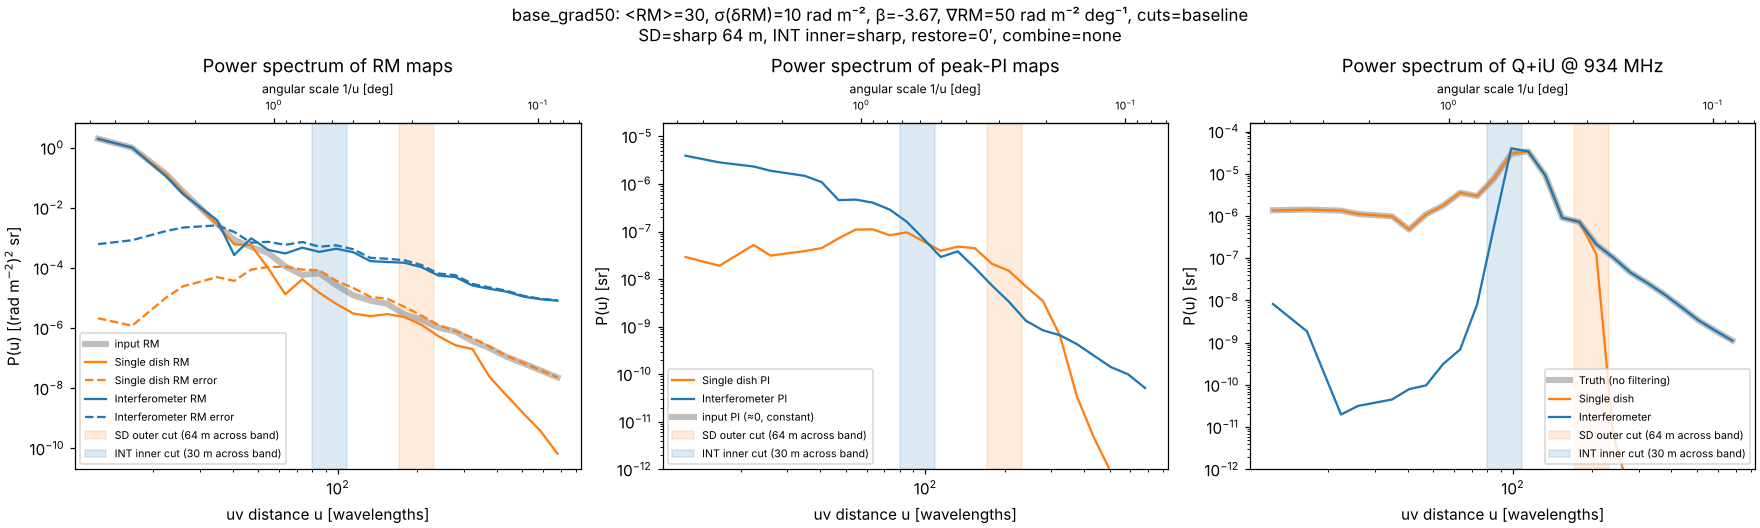 base_grad50: <RM>=30, σ(δRM)=10 rad m⁻², β=-3.67, ∇RM=50 rad m⁻² deg⁻¹, cuts=baseline
SD=sharp 64 m, INT inner=sharp, restore=0′, combine=none
Power spectrum of RM maps
angular scale 1/u [deg]
10⁰ 10⁻¹
P(u) [(rad m⁻²)² sr]
10⁰
10⁻²
10⁻⁴
10⁻⁶
10⁻⁸
10⁻¹⁰
input RM
Single dish RM
Single dish RM error
Interferometer RM
Interferometer RM error
SD outer cut (64 m across band)
INT inner cut (30 m across band)
10²
uv distance u [wavelengths]
Power spectrum of peak-PI maps
angular scale 1/u [deg]
10⁰ 10⁻¹
P(u) [sr]
10⁻⁵
10⁻⁶
10⁻⁷
10⁻⁸
10⁻⁹
10⁻¹⁰
10⁻¹¹
10⁻¹²
Single dish PI
Interferometer PI
input PI (≈0, constant)
SD outer cut (64 m across band)
INT inner cut (30 m across band)
10²
uv distance u [wavelengths]
Power spectrum of Q+iU @ 934 MHz
angular scale 1/u [deg]
10⁰ 10⁻¹
P(u) [sr]
10⁻⁴
10⁻⁵
10⁻⁶
10⁻⁷
10⁻⁸
10⁻⁹
10⁻¹⁰
10⁻¹¹
10⁻¹²
Truth (no filtering)
Single dish
Interferometer
SD outer cut (64 m across band)
INT inner cut (30 m across band)
10²
uv distance u [wavelengths]